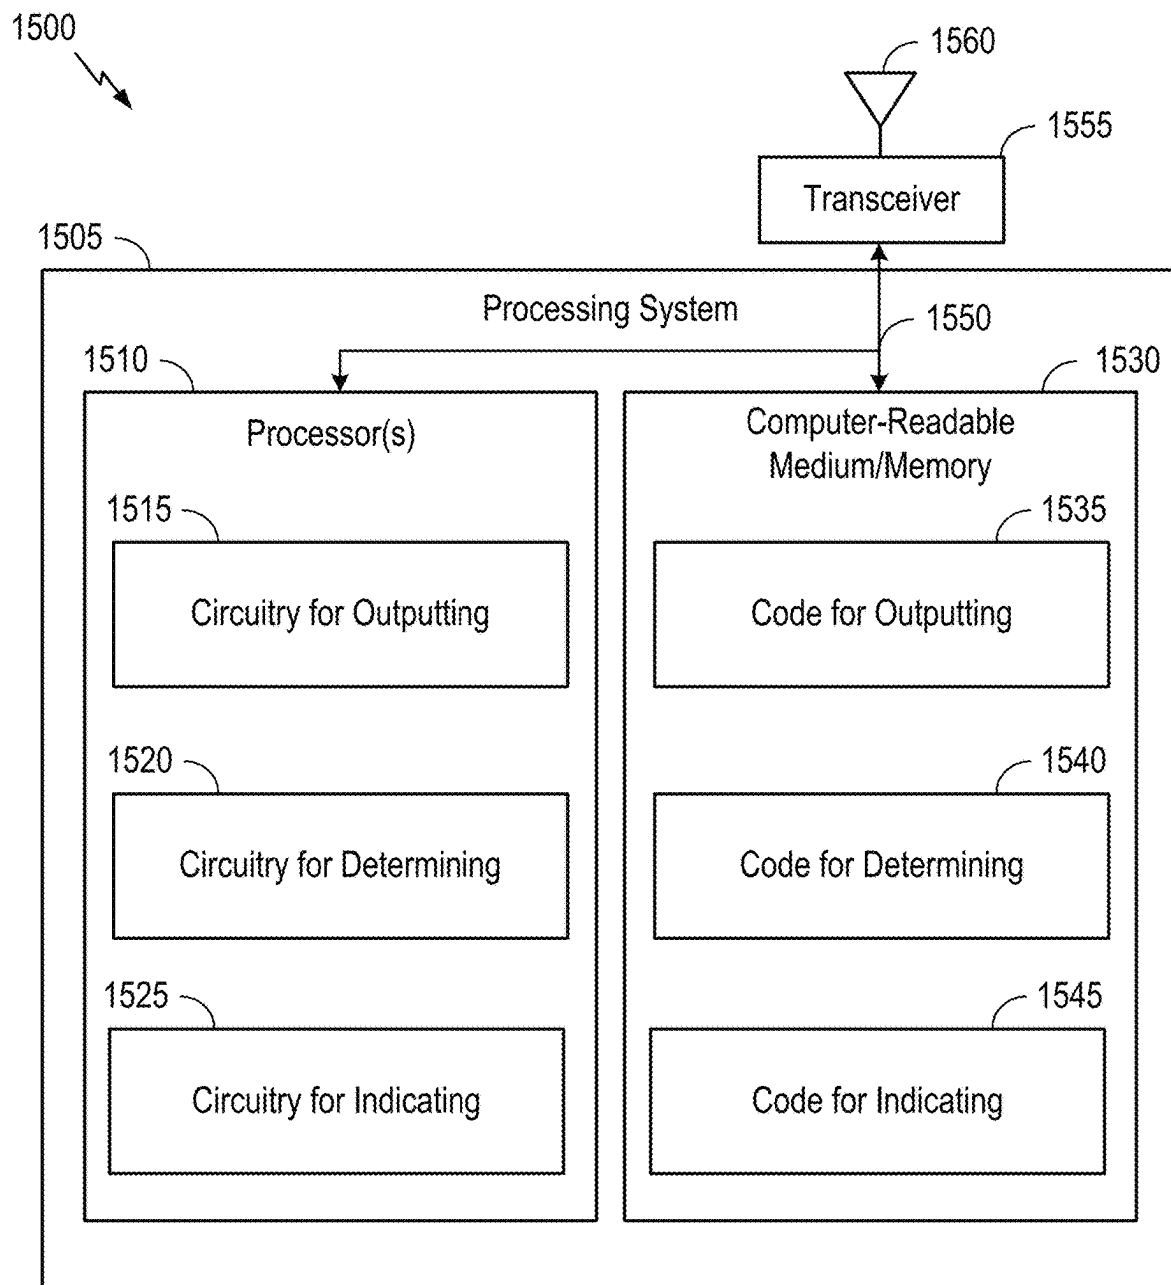 1500
1560
1555
Transceiver
1505
Processing System
1550
1510
1530
Processor(s)
Computer-Readable
Medium/Memory
1515
1535
Circuitry for Outputting
Code for Outputting
1520
1540
Circuitry for Determining
Code for Determining
1525
1545
Circuitry for Indicating
Code for Indicating